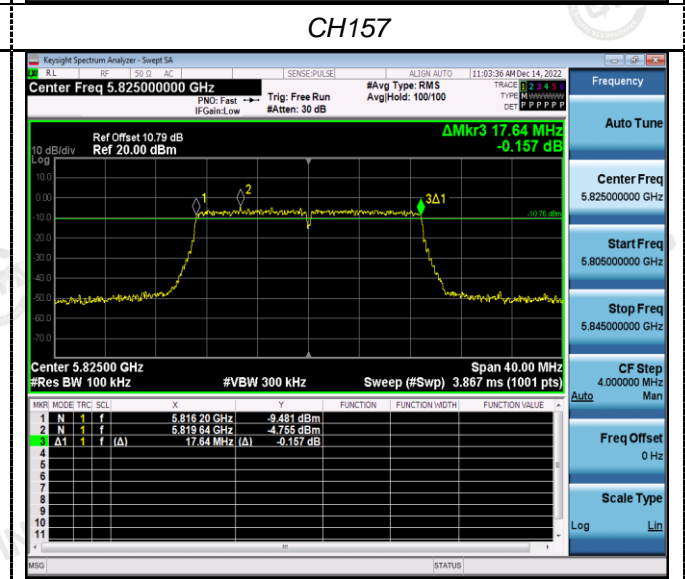 CH157
Keysight Spectrum Analyzer - Swept SA
RL RF 50 Ω AC SENSE:PULSE ALIGN AUTO 11:03:36 AM Dec 14, 2022
Center Freq 5.825000000 GHz
PNO: Fast
IFGain:Low
Trig: Free Run
#Atten: 30 dB
#Avg Type: RMS
Avg|Hold: 100/100
TRACE 1 2 3 4 5 6
TYPE M WWWWW
DET P P P P P P
Ref Offset 10.79 dB
Ref 20.00 dBm
10 dB/div
Log
ΔMkr3 17.64 MHz
-0.157 dB
10.0
0.00
-10.0
-20.0
-30.0
-40.0
-50.0
-60.0
-70.0
1
2
3Δ1
-10.76 dBm
Center 5.82500 GHz Span 40.00 MHz
#Res BW 100 kHz #VBW 300 kHz Sweep (#Swp) 3.867 ms (1001 pts)
MKR MODE TRC SCL X Y FUNCTION FUNCTION WIDTH FUNCTION VALUE
1 N 1 f 5.816 20 GHz -9.481 dBm
2 N 1 f 5.819 64 GHz -4.755 dBm
3 Δ1 1 f (Δ) 17.64 MHz (Δ) -0.157 dB
4
5
6
7
8
9
10
11
MSG STATUS
Frequency
Auto Tune
Center Freq
5.825000000 GHz
Start Freq
5.805000000 GHz
Stop Freq
5.845000000 GHz
CF Step
4.000000 MHz
Auto Man
Freq Offset
0 Hz
Scale Type
Log Lin